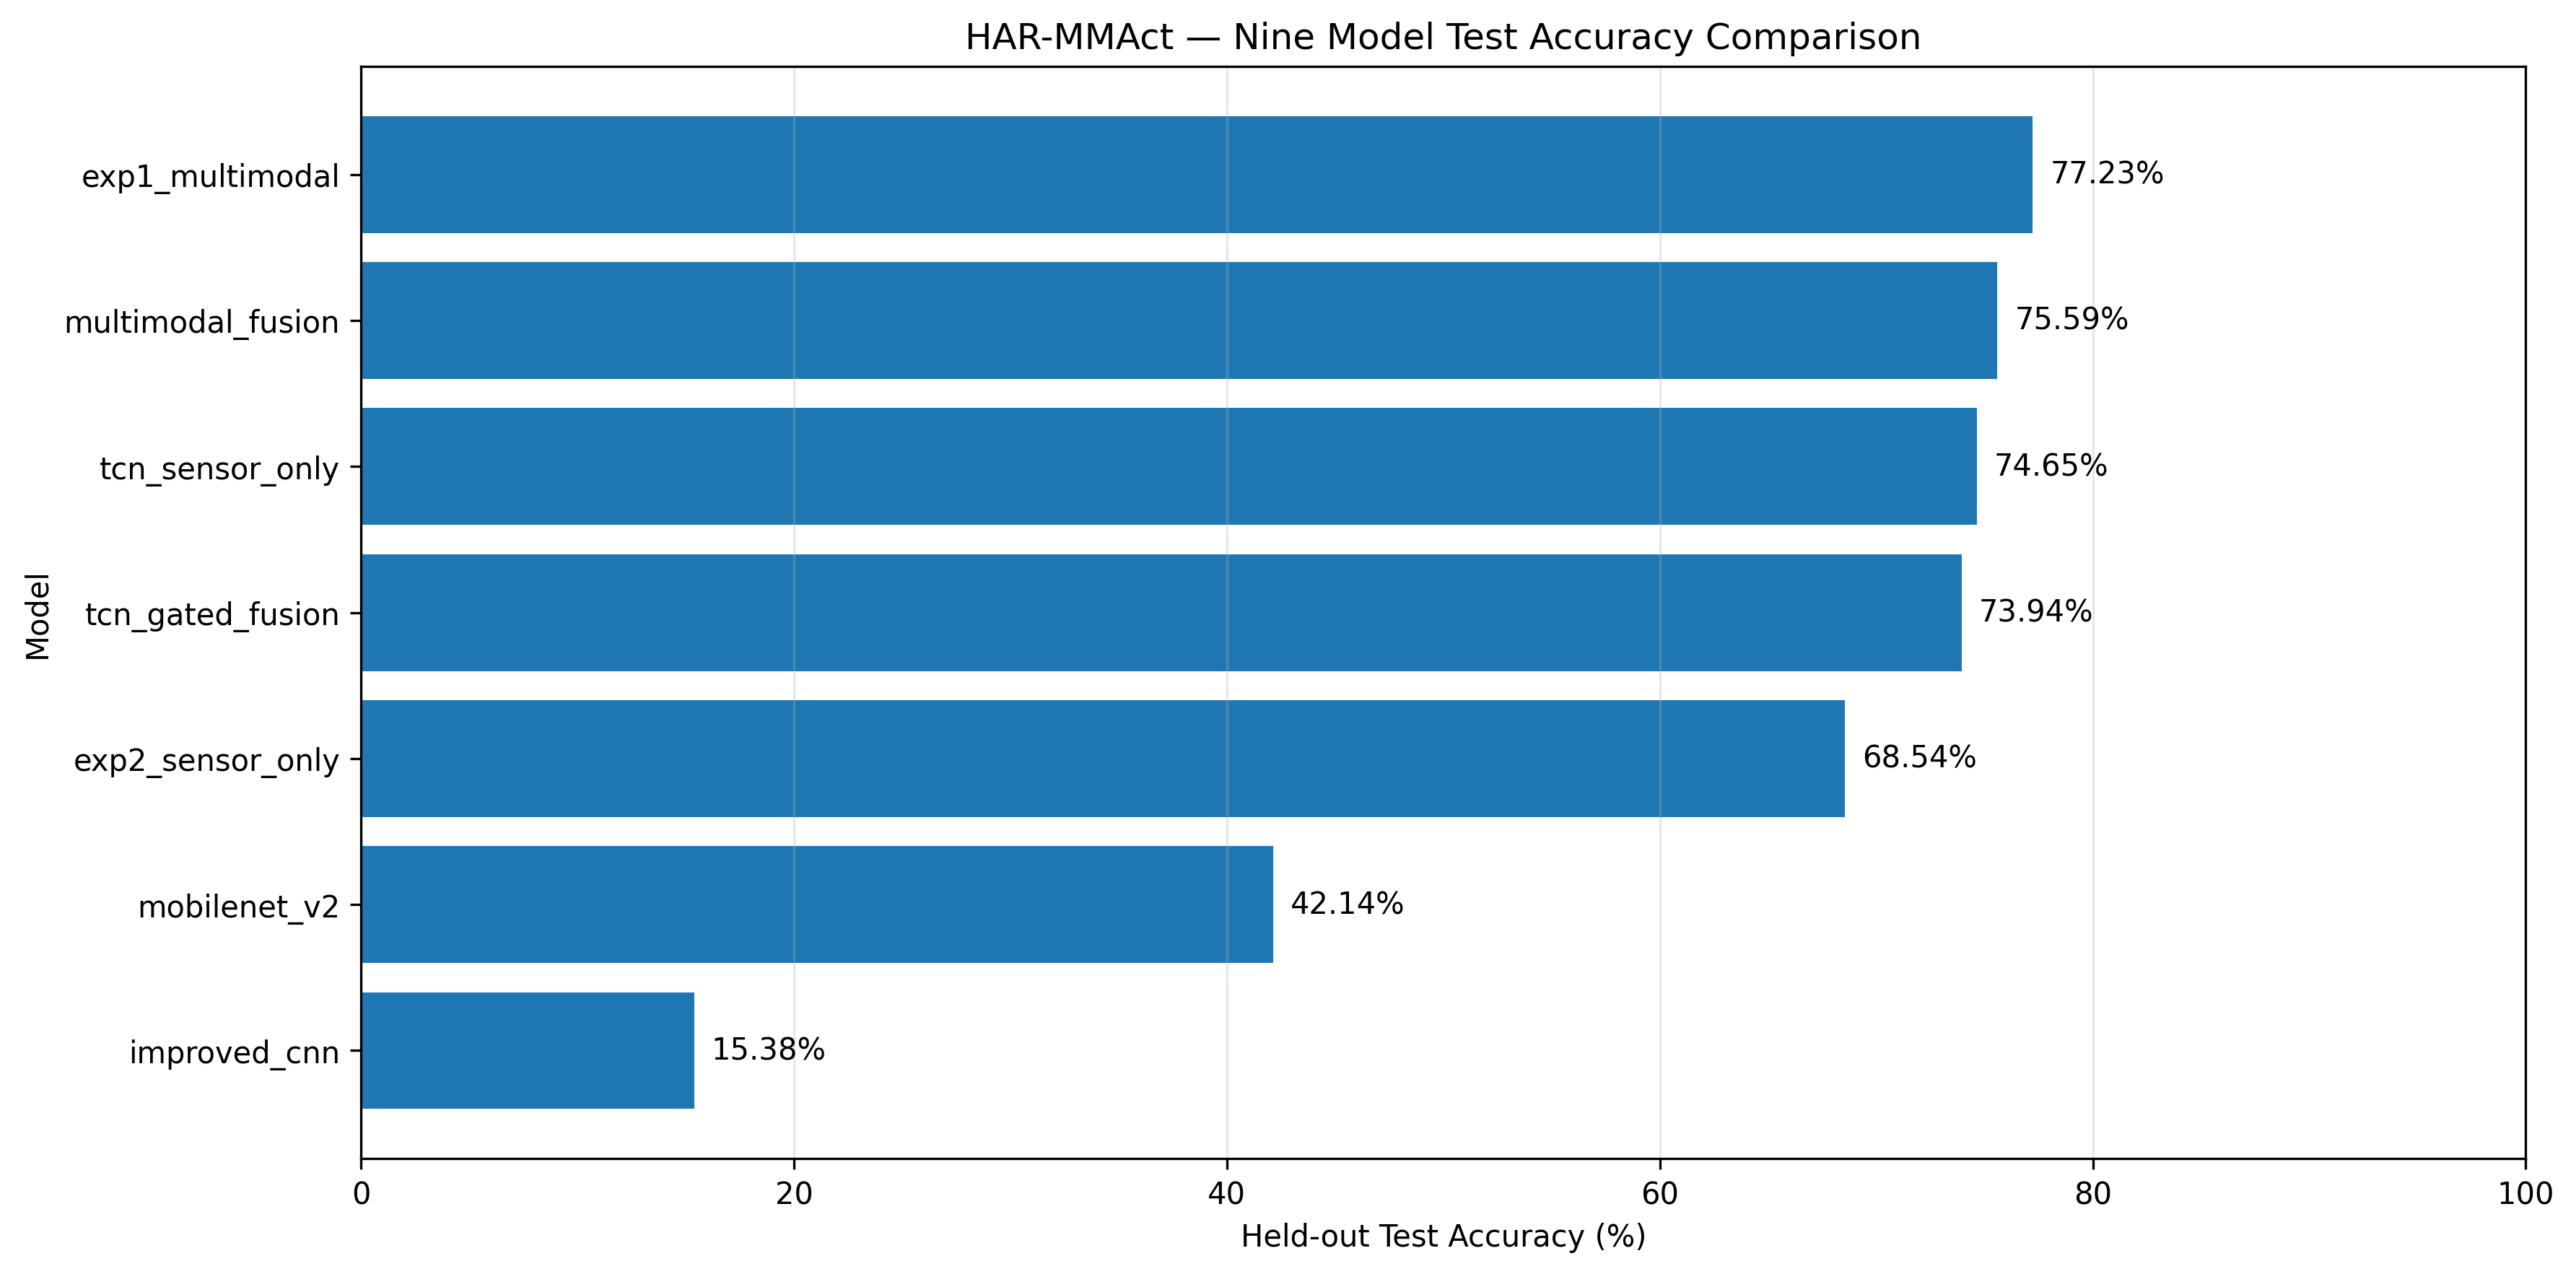 HAR-MMAct — Nine Model Test Accuracy Comparison
exp1_multimodal
77.23%
multimodal_fusion
75.59%
tcn_sensor_only
74.65%
tcn_gated_fusion
73.94%
exp2_sensor_only
68.54%
mobilenet_v2
42.14%
improved_cnn
15.38%
Model
0 20 40 60 80 100
Held-out Test Accuracy (%)